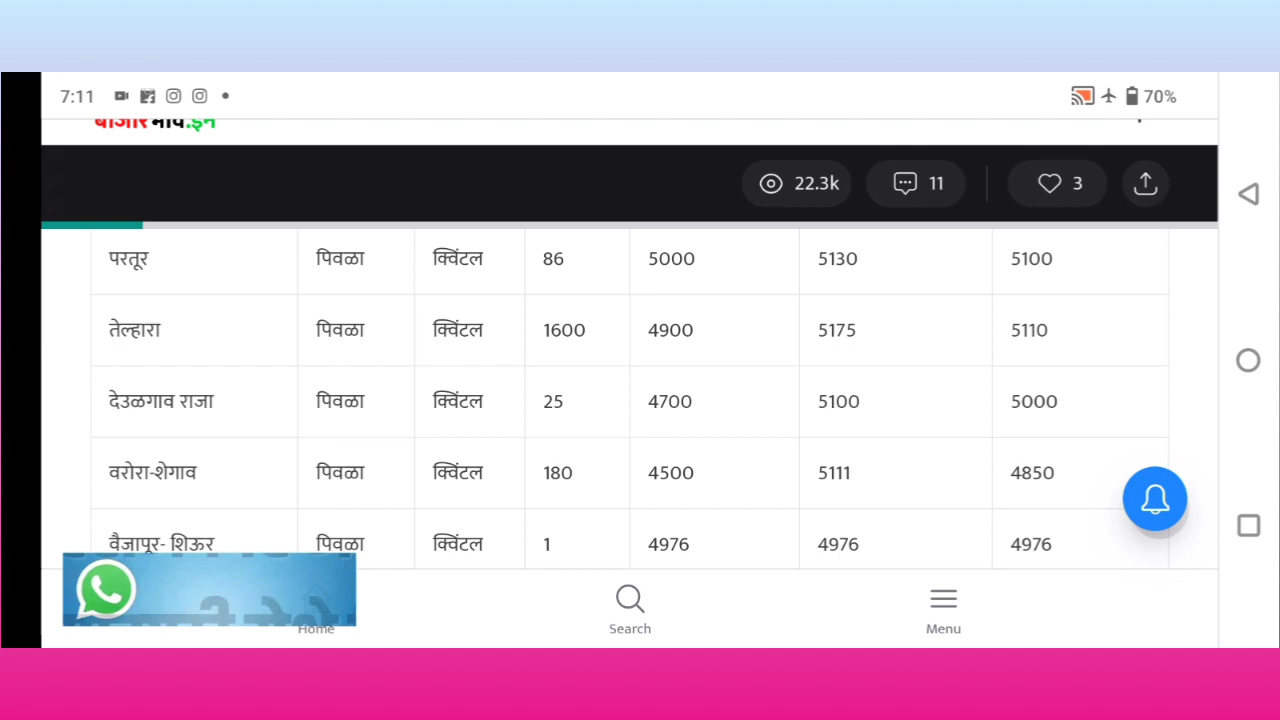 7:11 70%
बाजारभाव.इन
22.3k 11 3
परतूर पिवळा क्विंटल 86 5000 5130 5100
तेल्हारा पिवळा क्विंटल 1600 4900 5175 5110
देउळगाव राजा पिवळा क्विंटल 25 4700 5100 5000
वरोरा-शेगाव पिवळा क्विंटल 180 4500 5111 4850
वैजापूर- शिऊर पिवळा क्विंटल 1 4976 4976 4976
Home Search Menu